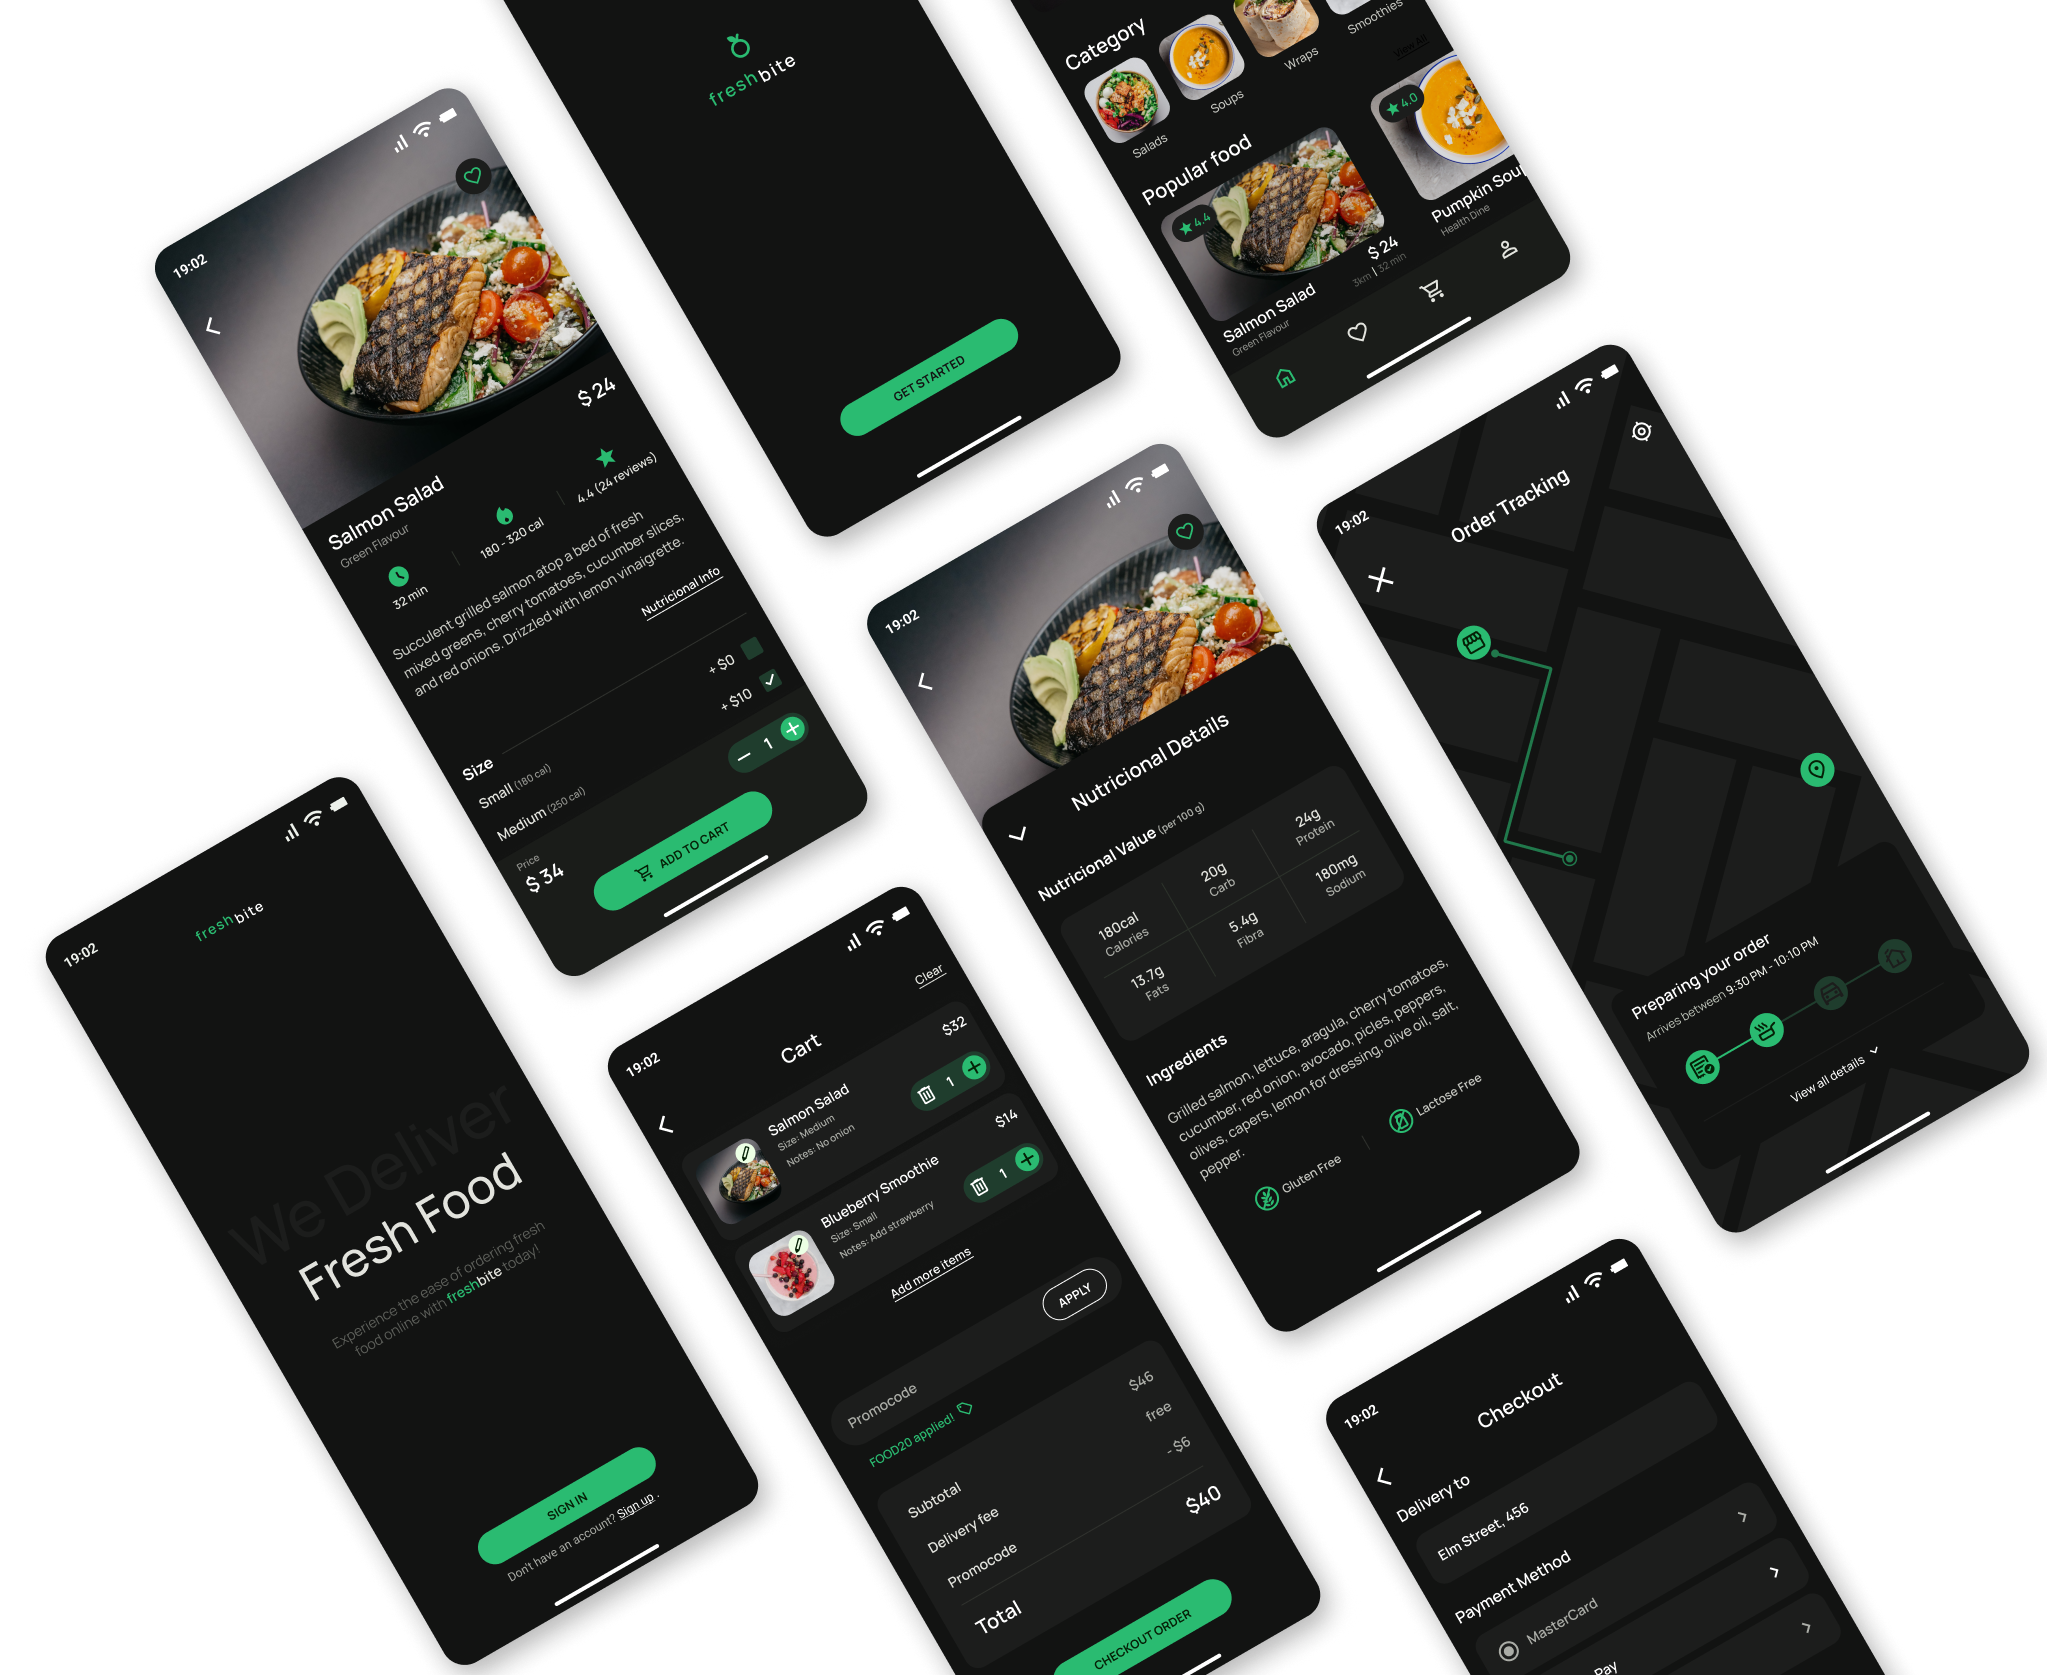 freshbite
GET STARTED
Category
Salads
Soups
Wraps
Smoothies
View All
Popular food
4.4
Salmon Salad
Green Flavour
$ 24
3km | 32 min
4.0
Pumpkin Soup
Health Dine
19:02
Salmon Salad
Green Flavour
$ 24
32 min
180 - 320 cal
4.4 (24 reviews)
Succulent grilled salmon atop a bed of fresh
mixed greens, cherry tomatoes, cucumber slices,
and red onions. Drizzled with lemon vinaigrette.
Nutricional Info
Size
Small (180 cal)
+ $0
Medium (250 cal)
+ $10
Price
$ 34
1
ADD TO CART
19:02
Order Tracking
Preparing your order
Arrives between 9:30 PM - 10:10 PM
View all details
19:02
Nutricional Details
Nutricional Value (per 100 g)
180cal
Calories
20g
Carb
24g
Protein
13.7g
Fats
5.4g
Fibra
180mg
Sodium
Ingredients
Grilled salmon, lettuce, aragula, cherry tomatoes,
cucumber, red onion, avocado, picles, peppers,
olives, capers, lemon for dressing, olive oil, salt,
pepper.
Gluten Free
Lactose Free
19:02
freshbite
We Deliver
Fresh Food
Experience the ease of ordering fresh
food online with freshbite today!
SIGN IN
Don't have an account? Sign up .
19:02
Cart
Clear
Salmon Salad
Size: Medium
Notes: No onion
$32
1
Blueberry Smoothie
Size: Small
Notes: Add strawberry
$14
1
Add more items
Promocode
APPLY
FOOD20 applied!
Subtotal
$46
Delivery fee
free
Promocode
- $6
Total
$40
CHECKOUT ORDER
19:02
Checkout
Delivery to
Elm Street, 456
Payment Method
MasterCard
Pay